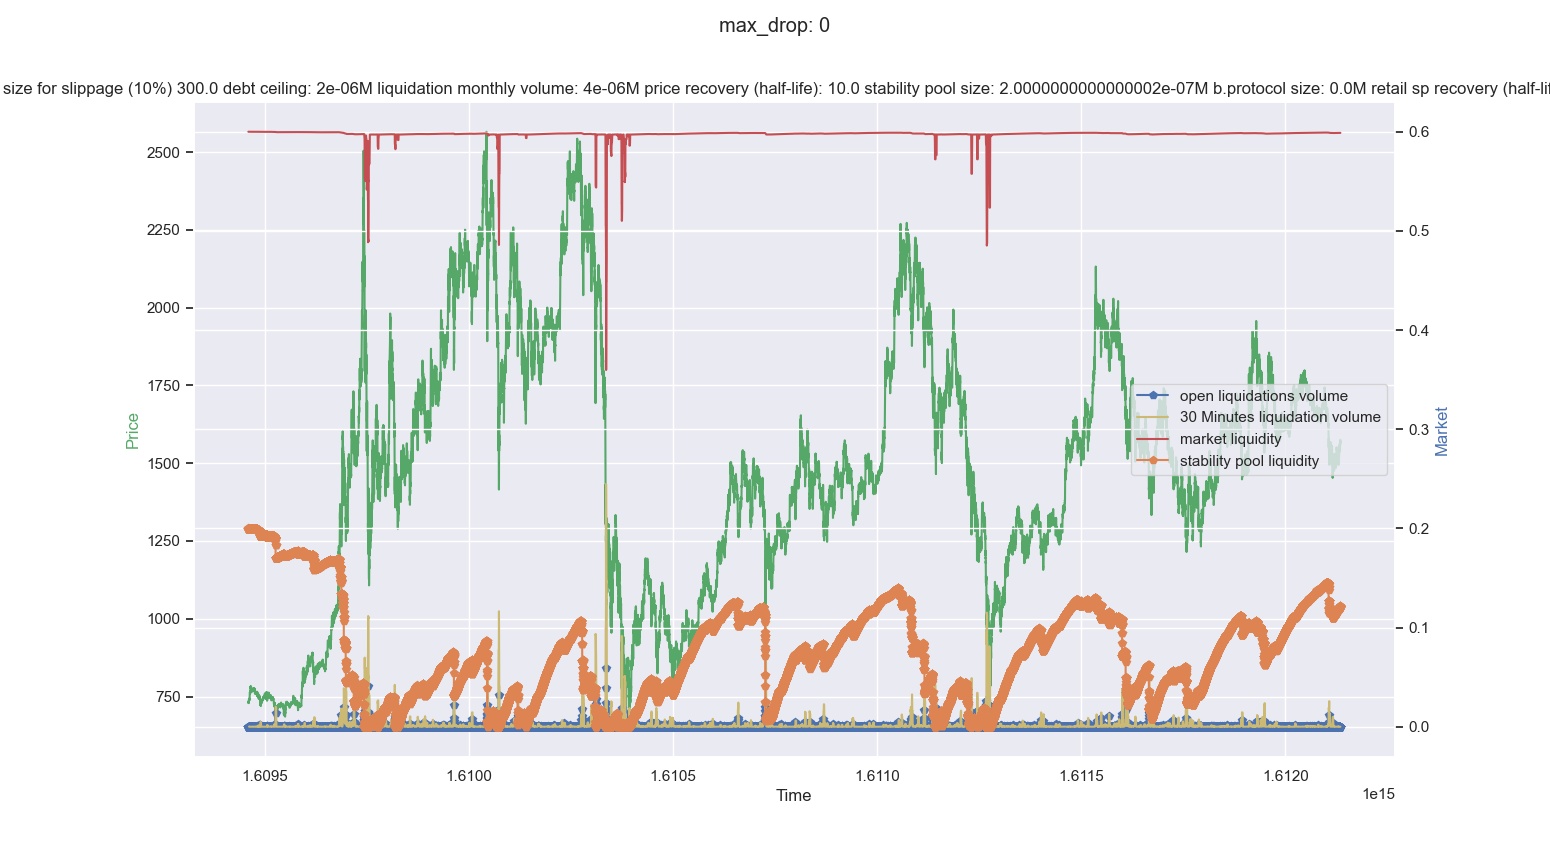 max_drop: 0
size for slippage (10%) 300.0 debt ceiling: 2e-06M liquidation monthly volume: 4e-06M price recovery (half-life): 10.0 stability pool size: 2.0000000000000002e-07M b.protocol size: 0.0M retail sp recovery (half-lif
2500
2250
2000
1750
1500
1250
1000
750
Price
0.6
0.5
0.4
0.3
0.2
0.1
0.0
Market
open liquidations volume
30 Minutes liquidation volume
market liquidity
stability pool liquidity
1.6095 1.6100 1.6105 1.6110 1.6115 1.6120
Time
1e15